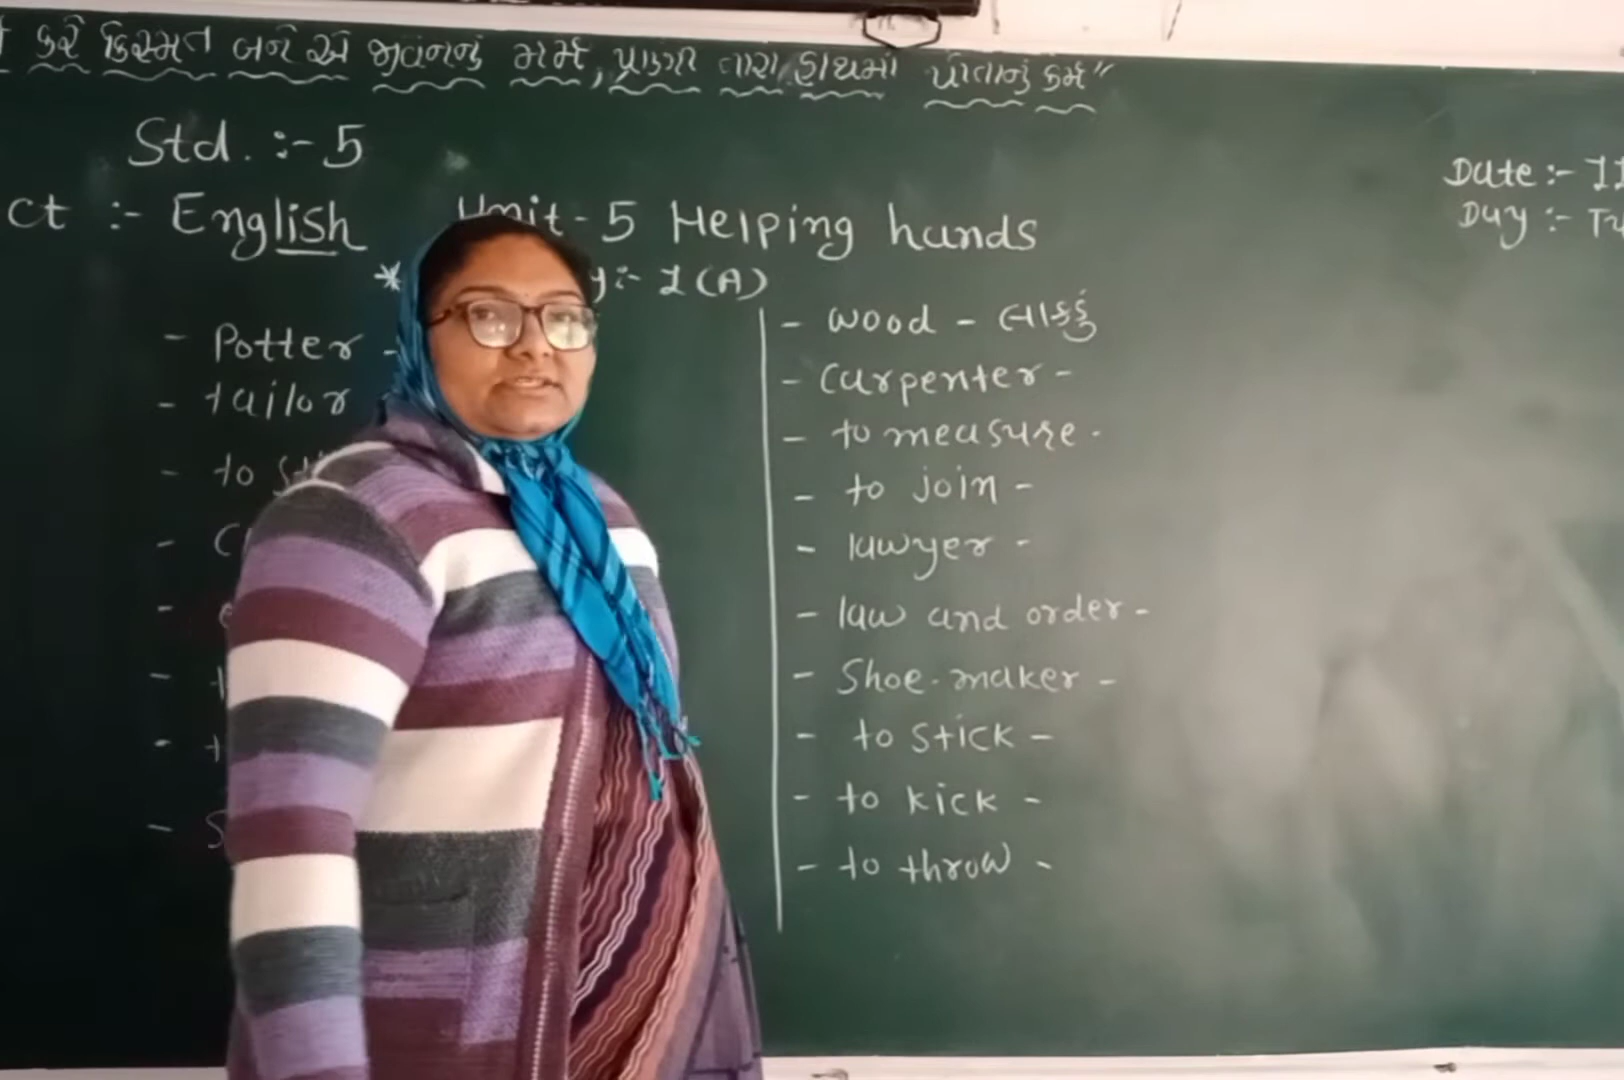 કરે કિસ્મત બને એ જીવનનું મર્મ, તારા હાથમાં પોતાનું કર્મ"
Std. :- 5
Date :- 11
ct :- English Unit - 5 Helping hands
Day :- Tu
* y :- 1 (A)
- Potter -
- tailor
- to st
- wood - લાકડું
- carpenter -
- to measure -
- to join -
- lawyer -
- law and order -
- Shoe-maker -
- to stick -
- to kick -
- to throw -